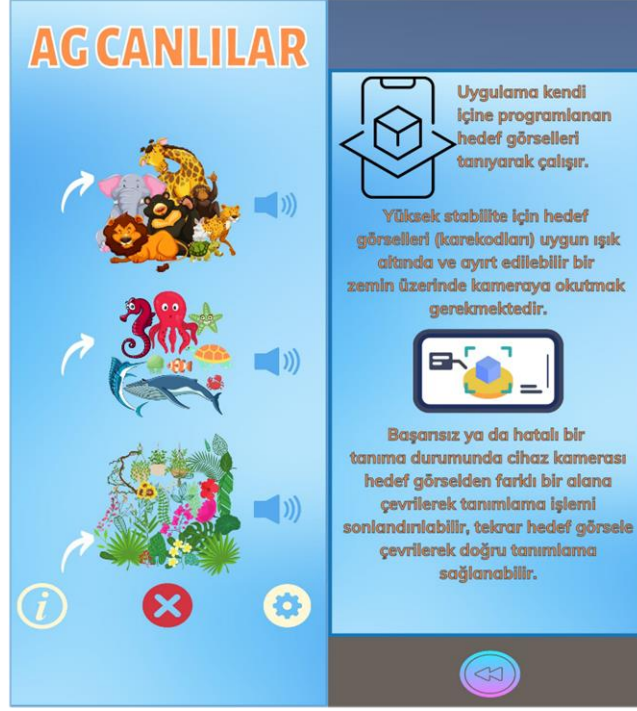 AG CANLILAR
i
Uygulama kendi
içine programlanan
hedef görselleri
tanıyarak çalışır.
Yüksek stabilite için hedef
görselleri (karekodları) uygun ışık
altında ve ayırt edilebilir bir
zemin üzerinde kameraya okutmak
gerekmektedir.
Başarısız ya da hatalı bir
tanıma durumunda cihaz kamerası
hedef görselden farklı bir alana
çevrilerek tanımlama işlemi
sonlandırılabilir, tekrar hedef görsele
çevrilerek doğru tanımlama
sağlanabilir.